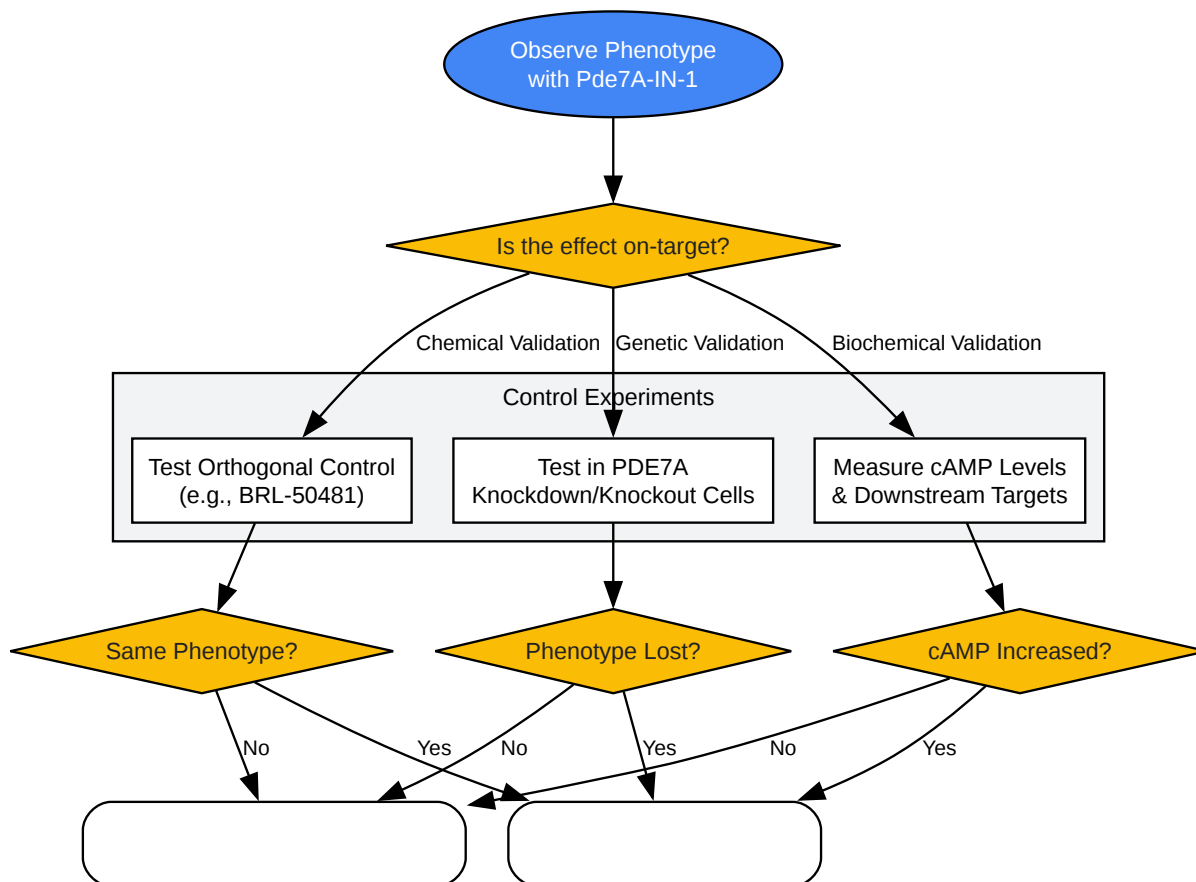 Observe Phenotype
with Pde7A-IN-1
Is the effect on-target?
Chemical Validation
Genetic Validation
Biochemical Validation
Control Experiments
Test Orthogonal Control
(e.g., BRL-50481)
Test in PDE7A
Knockdown/Knockout Cells
Measure cAMP Levels
& Downstream Targets
Same Phenotype?
Phenotype Lost?
cAMP Increased?
No
Yes
No
Yes
No
Yes